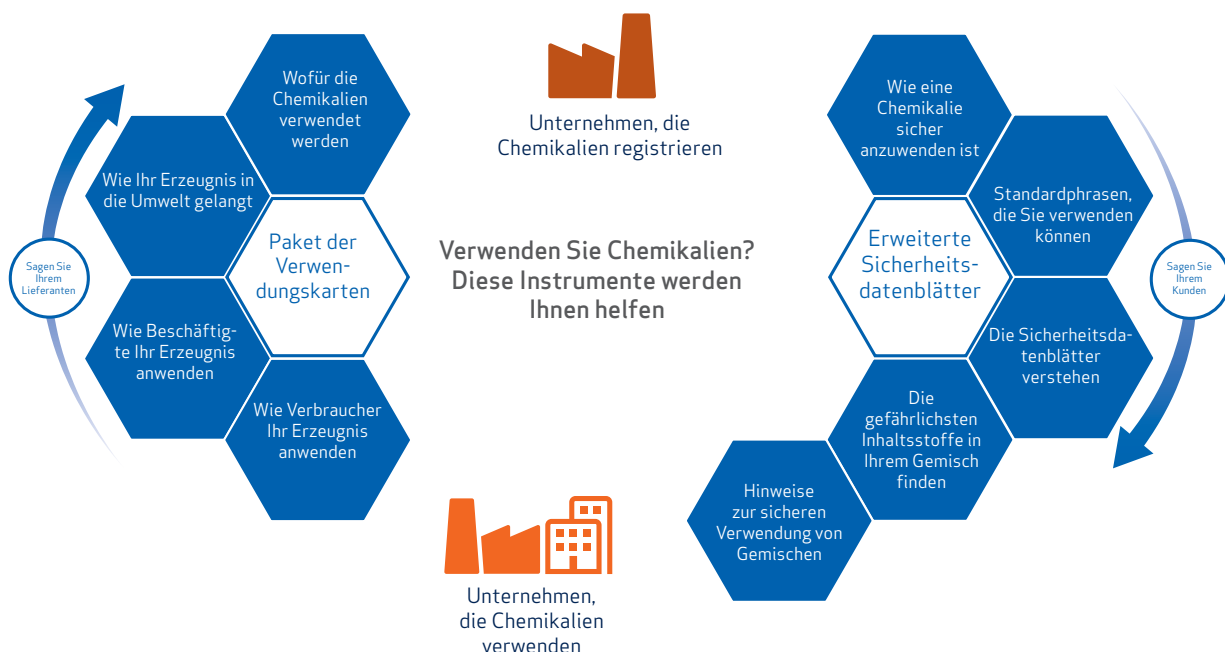 Wofür die
Chemikalien
verwendet
werden
Wie Ihr Erzeugnis in
die Umwelt gelangt
Paket der
Verwen-
dungskarten
Sagen Sie
Ihrem
Lieferanten
Wie Beschäftig-
te Ihr Erzeugnis
anwenden
Wie Verbraucher
Ihr Erzeugnis
anwenden
Unternehmen, die
Chemikalien registrieren
Verwenden Sie Chemikalien?
Diese Instrumente werden
Ihnen helfen
Unternehmen,
die Chemikalien
verwenden
Wie eine
Chemikalie
sicher
anzuwenden ist
Standardphrasen,
die Sie verwenden
können
Erweiterte
Sicherheits-
datenblätter
Sagen Sie
Ihrem
Kunden
Die Sicherheitsda-
tenblätter
verstehen
Die
gefährlichsten
Inhaltsstoffe in
Ihrem Gemisch
finden
Hinweise
zur sicheren
Verwendung von
Gemischen